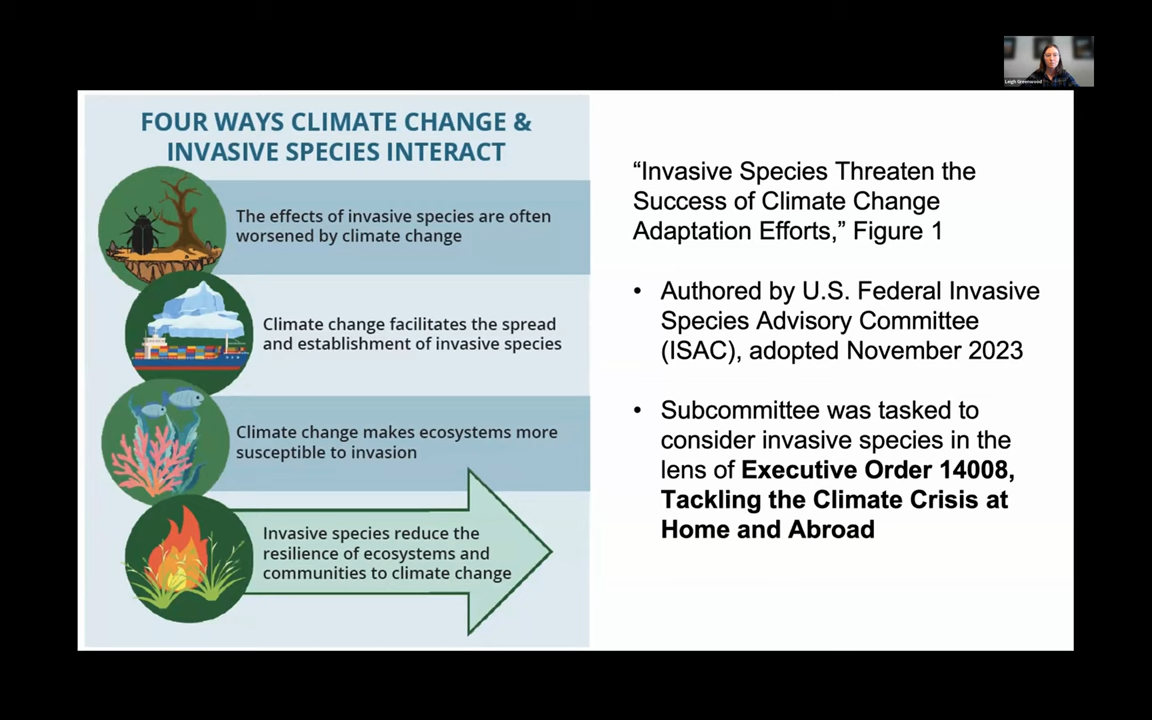 Leigh Greenwood
FOUR WAYS CLIMATE CHANGE &
INVASIVE SPECIES INTERACT
The effects of invasive species are often
worsened by climate change
Climate change facilitates the spread
and establishment of invasive species
Climate change makes ecosystems more
susceptible to invasion
Invasive species reduce the
resilience of ecosystems and
communities to climate change
“Invasive Species Threaten the
Success of Climate Change
Adaptation Efforts,” Figure 1
• Authored by U.S. Federal Invasive
Species Advisory Committee
(ISAC), adopted November 2023
• Subcommittee was tasked to
consider invasive species in the
lens of Executive Order 14008,
Tackling the Climate Crisis at
Home and Abroad